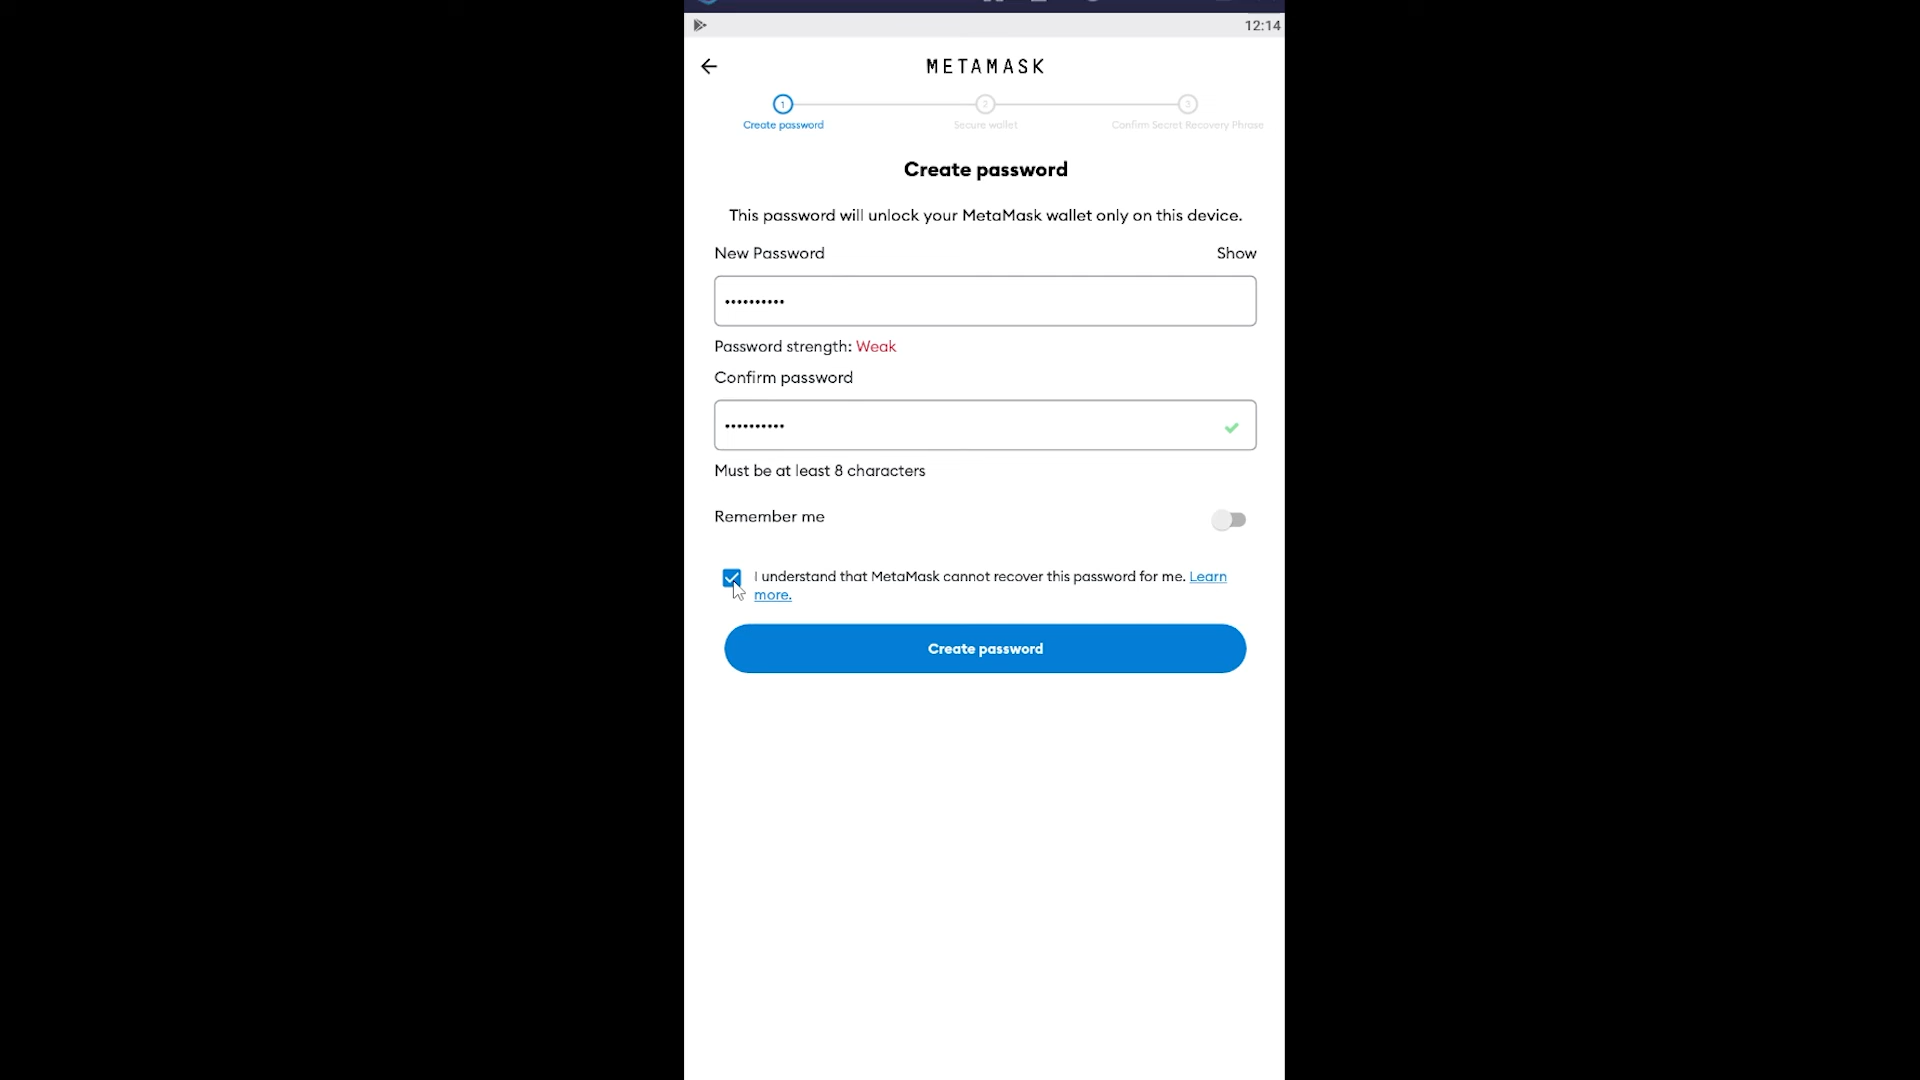 12:14
METAMASK
1 2 3
Create password Secure wallet Confirm Secret Recovery Phrase
Create password
This password will unlock your MetaMask wallet only on this device.
New Password Show
••••••••••
Password strength: Weak
Confirm password
••••••••••
Must be at least 8 characters
Remember me
I understand that MetaMask cannot recover this password for me. Learn
more.
Create password